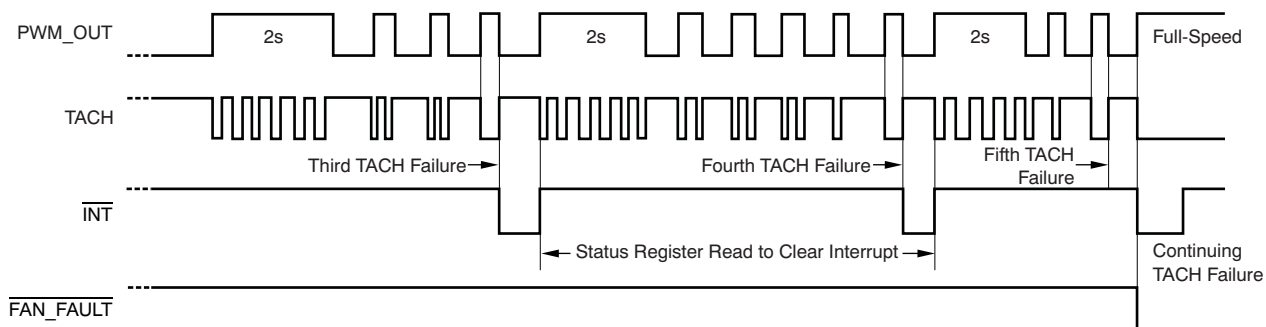 PWM_OUT
2s
2s
2s
Full-Speed
TACH
Third TACH Failure
Fourth TACH Failure
Fifth TACH
Failure
INT
Status Register Read to Clear Interrupt
Continuing
TACH Failure
FAN_FAULT